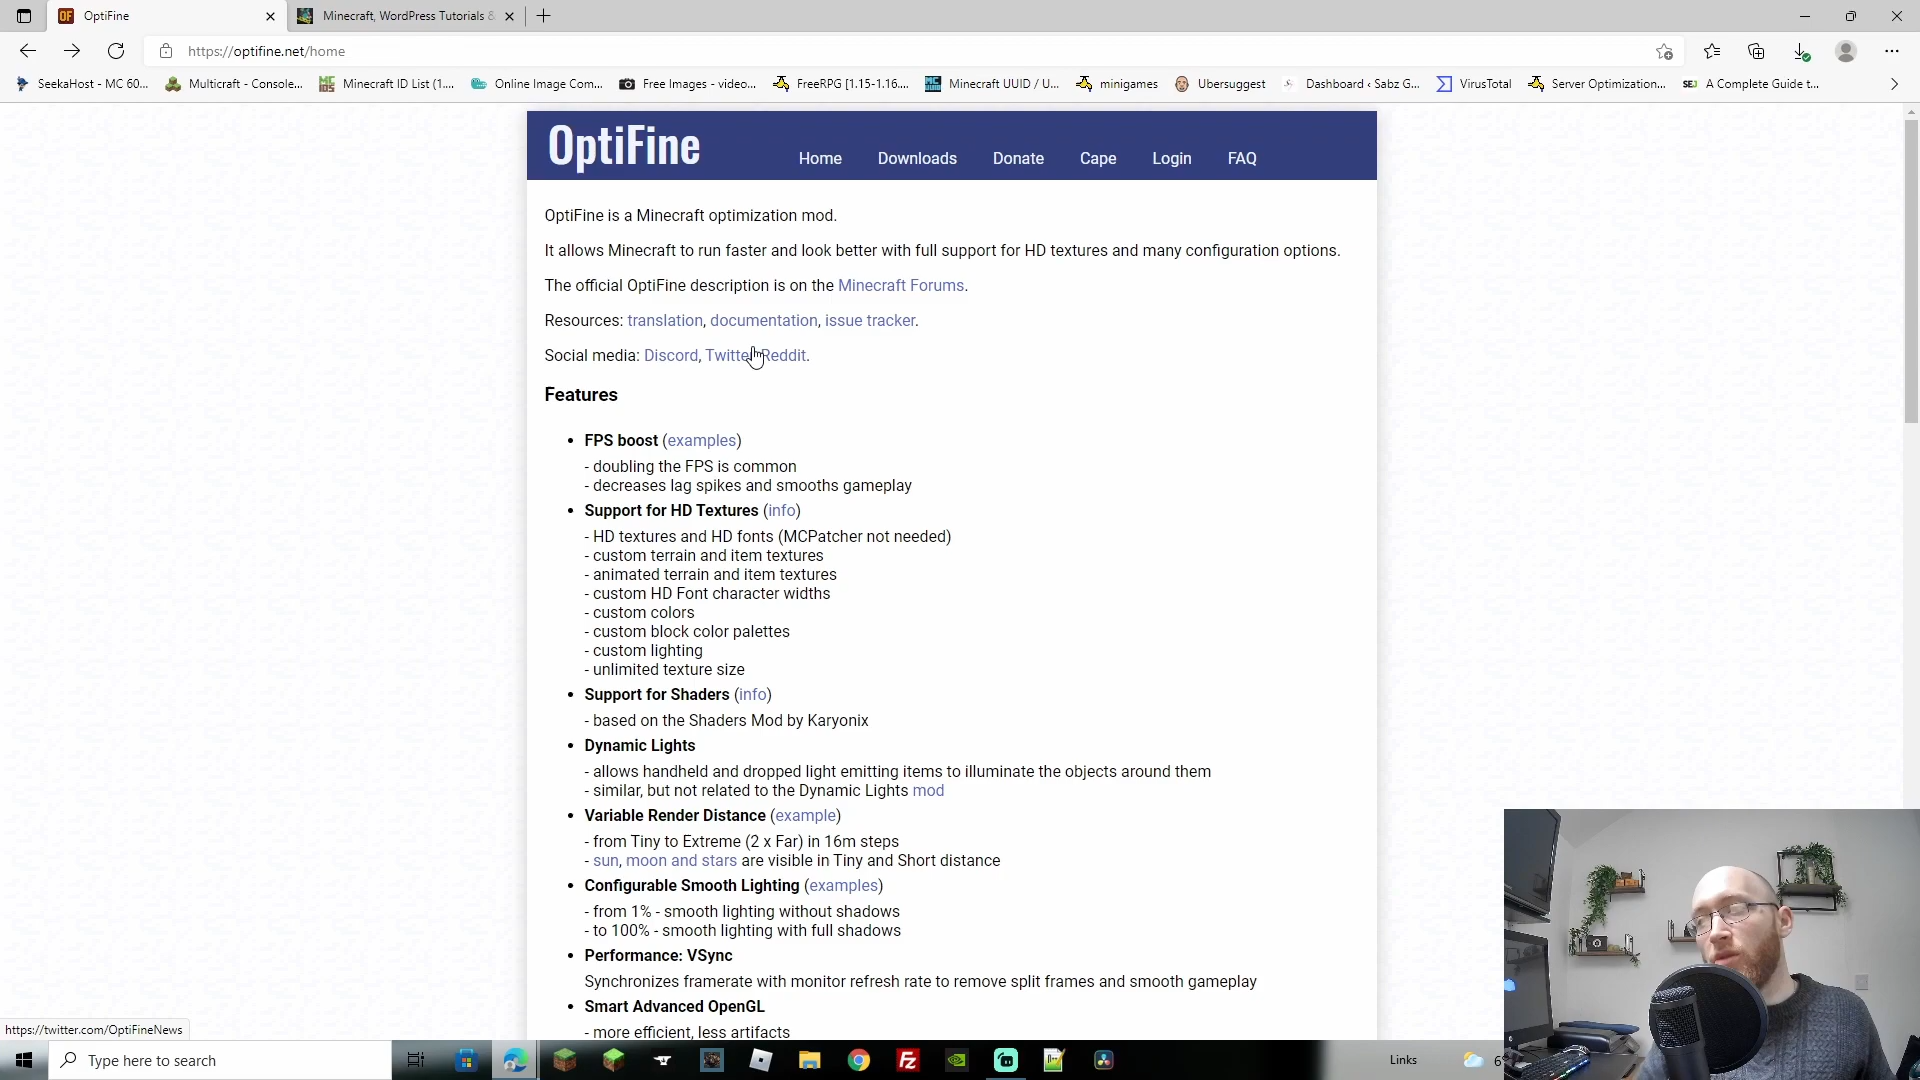 OptiFine
Minecraft, WordPress Tutorials &
https://optifine.net/home
SeekaHost - MC 60...
Multicraft - Console...
Minecraft ID List (1....
Online Image Com...
Free Images - video...
FreeRPG [1.15-1.16....
Minecraft UUID / U...
minigames
Ubersuggest
Dashboard ‹ Sabz G...
VirusTotal
Server Optimization...
SEJ
A Complete Guide t...
OptiFine
Home Downloads Donate Cape Login FAQ
OptiFine is a Minecraft optimization mod.
It allows Minecraft to run faster and look better with full support for HD textures and many configuration options.
The official OptiFine description is on the Minecraft Forums.
Resources: translation, documentation, issue tracker.
Social media: Discord, Twitter Reddit.
Features
• FPS boost (examples)
- doubling the FPS is common
- decreases lag spikes and smooths gameplay
• Support for HD Textures (info)
- HD textures and HD fonts (MCPatcher not needed)
- custom terrain and item textures
- animated terrain and item textures
- custom HD Font character widths
- custom colors
- custom block color palettes
- custom lighting
- unlimited texture size
• Support for Shaders (info)
- based on the Shaders Mod by Karyonix
• Dynamic Lights
- allows handheld and dropped light emitting items to illuminate the objects around them
- similar, but not related to the Dynamic Lights mod
• Variable Render Distance (example)
- from Tiny to Extreme (2 x Far) in 16m steps
- sun, moon and stars are visible in Tiny and Short distance
• Configurable Smooth Lighting (examples)
- from 1% - smooth lighting without shadows
- to 100% - smooth lighting with full shadows
• Performance: VSync
Synchronizes framerate with monitor refresh rate to remove split frames and smooth gameplay
• Smart Advanced OpenGL
- more efficient, less artifacts
https://twitter.com/OptiFineNews
Type here to search
Links
6°